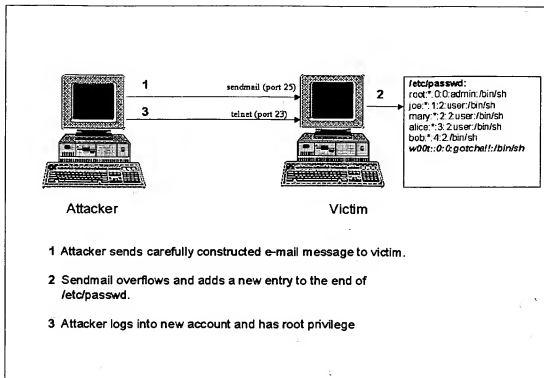 1
sendmail (port 25)
2
3
telnet (port 23)
/etc/passwd:
root:*:0:0:admin:/bin/sh
joe:*:1:2:user:/bin/sh
mary:*:2:2:user:/bin/sh
alice:*:3:2:user:/bin/sh
bob:*:4:2:/bin/sh
w00t::0:0:gotcha!!:/bin/sh
Attacker
Victim
1 Attacker sends carefully constructed e-mail message to victim.
2 Sendmail overflows and adds a new entry to the end of
/etc/passwd.
3 Attacker logs into new account and has root privilege